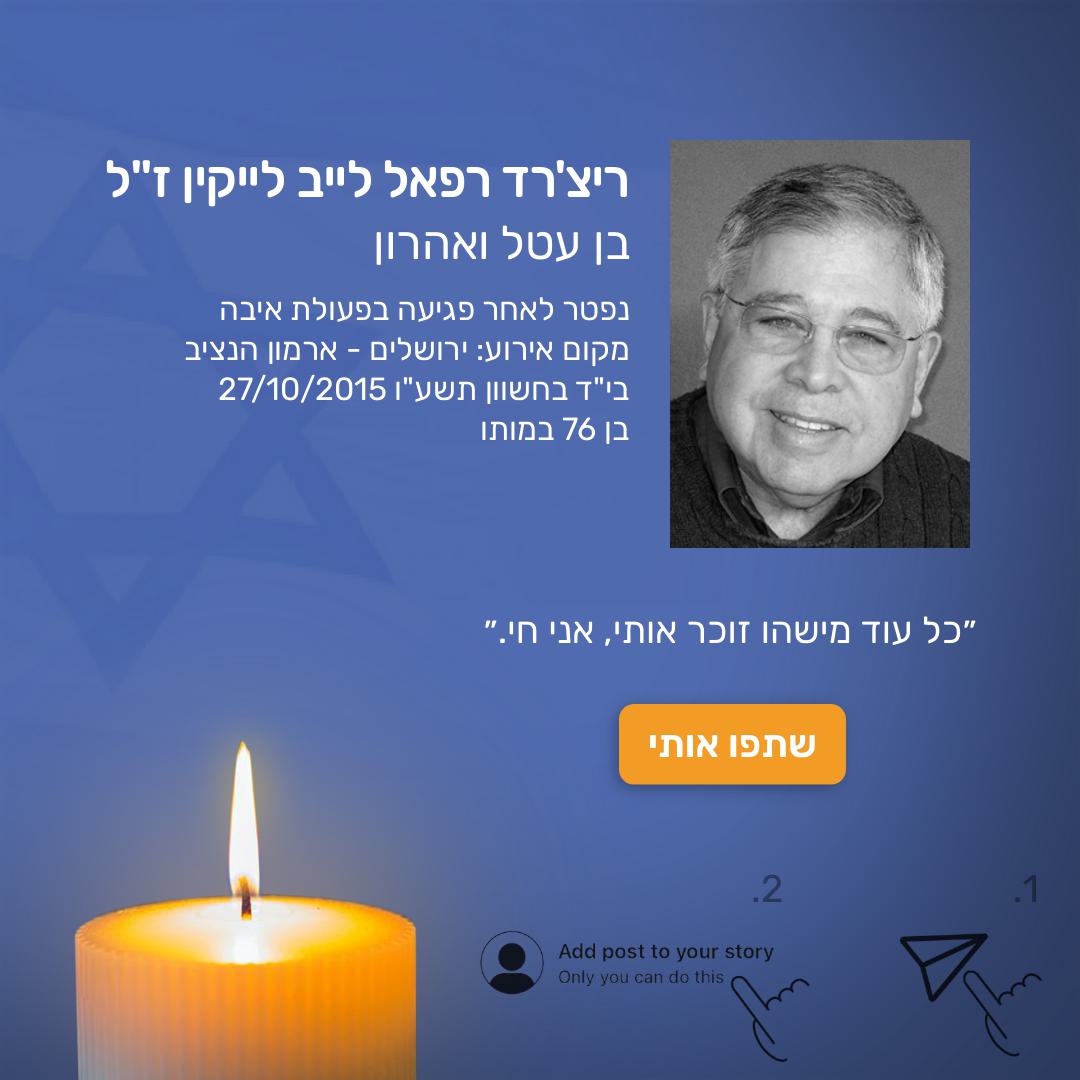 ריצ'רד רפאל לייב לייקין ז"ל
בן עטל ואהרון
נפטר לאחר פגיעה בפעולת איבה
מקום אירוע: ירושלים - ארמון הנציב
בי"ד בחשוון תשע"ו 27/10/2015
בן 76 במותו
״כל עוד מישהו זוכר אותי, אני חי.״
שתפו אותי
.1
.2
Add post to your story
Only you can do this